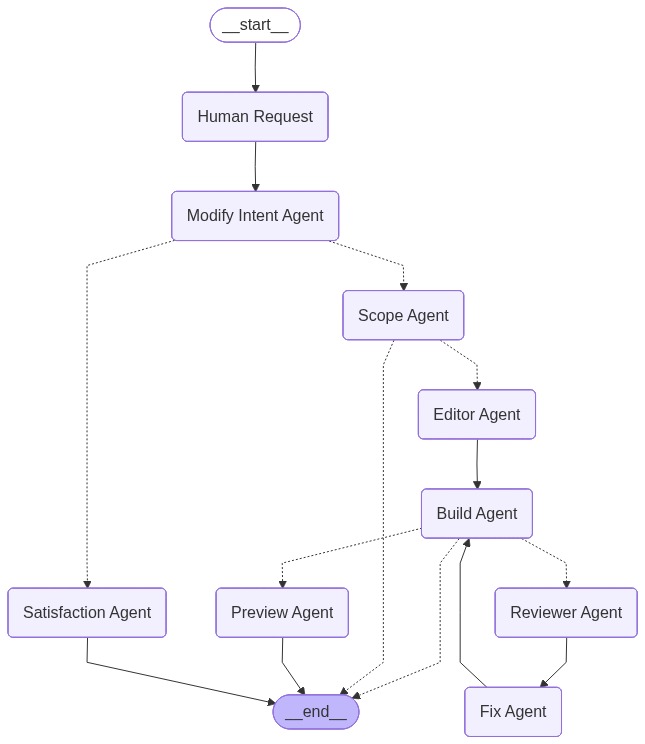 __start__
Human Request
Modify Intent Agent
Scope Agent
Editor Agent
Build Agent
Satisfaction Agent
Preview Agent
Reviewer Agent
Fix Agent
__end__